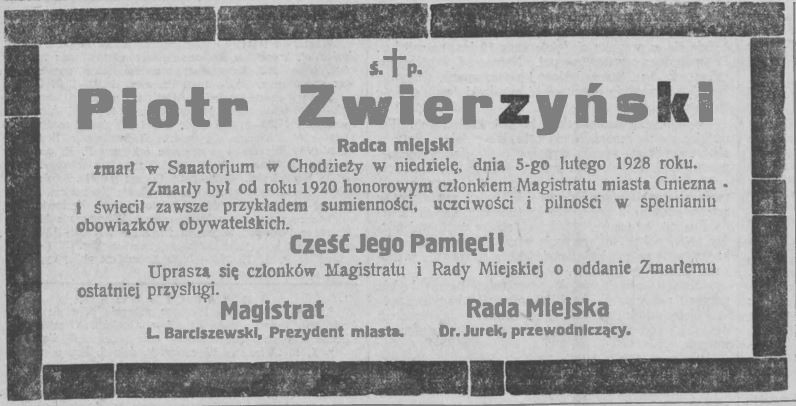 ś.†p.
Piotr Zwierzyński
Radca miejski
zmarł w Sanatorjum w Chodzieży w niedzielę, dnia 5-go lutego 1928 roku.
Zmarły był od roku 1920 honorowym członkiem Magistratu miasta Gniezna
i świecił zawsze przykładem sumienności, uczciwości i pilności w spełnianiu
obowiązków obywatelskich.
Cześć Jego Pamięci!
Uprasza się członków Magistratu i Rady Miejskiej o oddanie Zmarłemu
ostatniej przysługi.
Magistrat Rada Miejska
L. Barciszewski, Prezydent miasta. Dr. Jurek, przewodniczący.